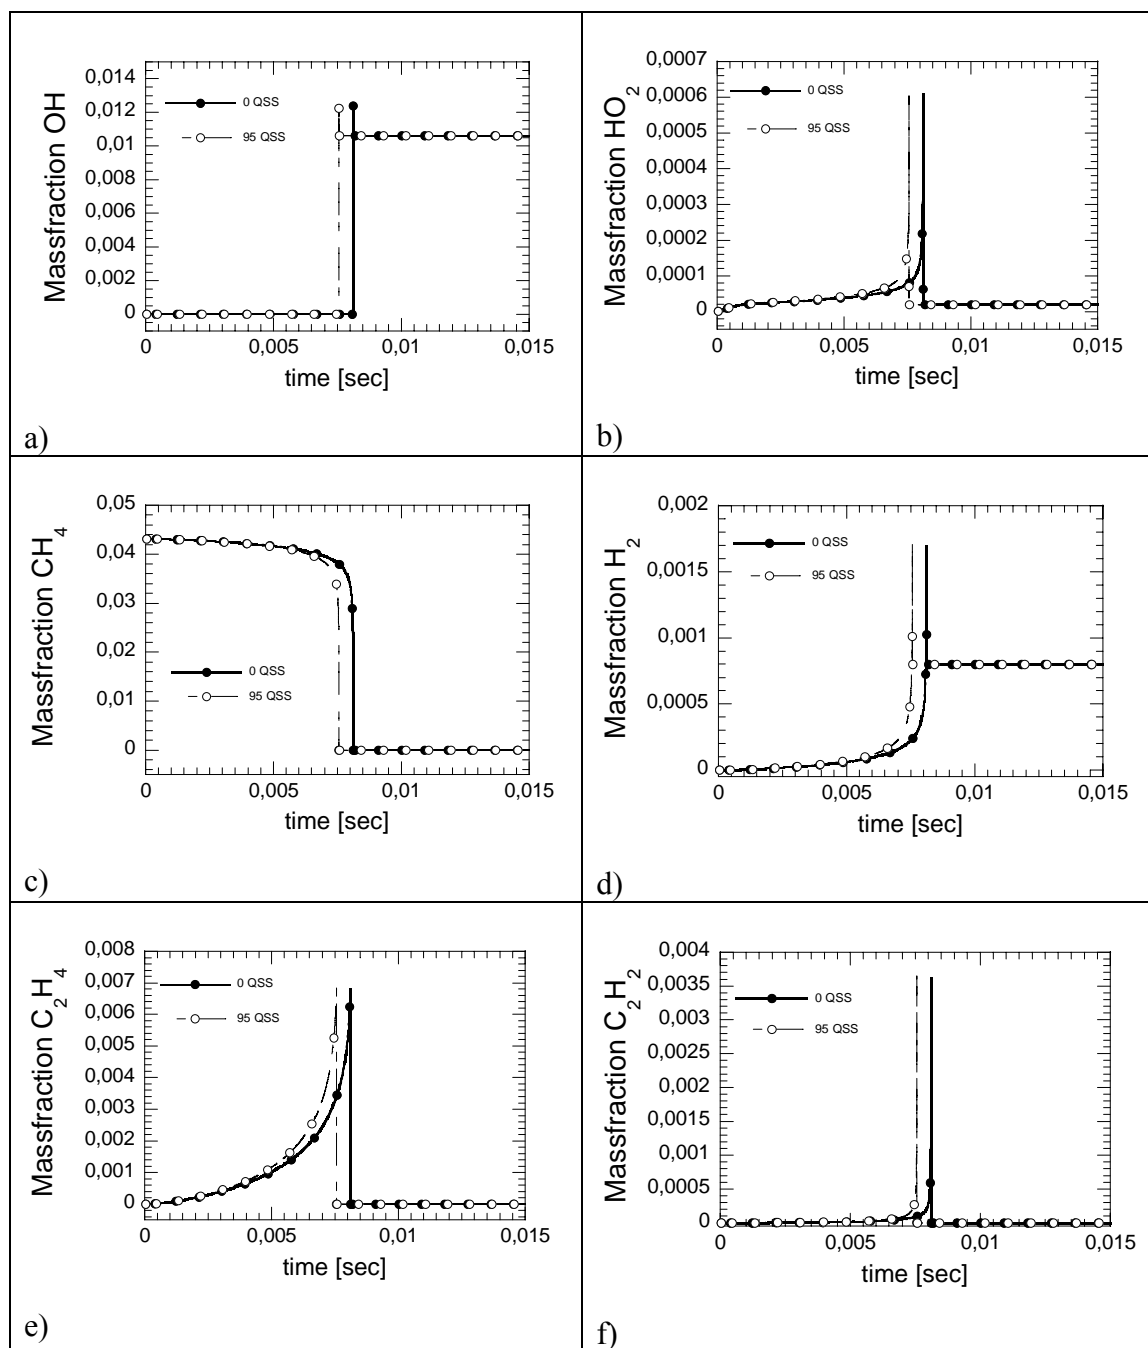 0,014
0,012
0,01
0,008
0,006
0,004
0,002
0
Massfraction OH
0 QSS
95 QSS
0 0,005 0,01 0,015
time [sec]
a)
0,0007
0,0006
0,0005
0,0004
0,0003
0,0002
0,0001
0
Massfraction HO2
0 QSS
95 QSS
0 0,005 0,01 0,015
time [sec]
b)
0,05
0,04
0,03
0,02
0,01
0
Massfraction CH4
0 QSS
95 QSS
0 0,005 0,01 0,015
time [sec]
c)
0,002
0,0015
0,001
0,0005
0
Massfraction H2
0 QSS
95 QSS
0 0,005 0,01 0,015
time [sec]
d)
0,008
0,007
0,006
0,005
0,004
0,003
0,002
0,001
0
Massfraction C2H4
0 QSS
95 QSS
0 0,005 0,01 0,015
time [sec]
e)
0,004
0,0035
0,003
0,0025
0,002
0,0015
0,001
0,0005
0
Massfraction C2H2
0 QSS
95 QSS
0 0,005 0,01 0,015
time [sec]
f)